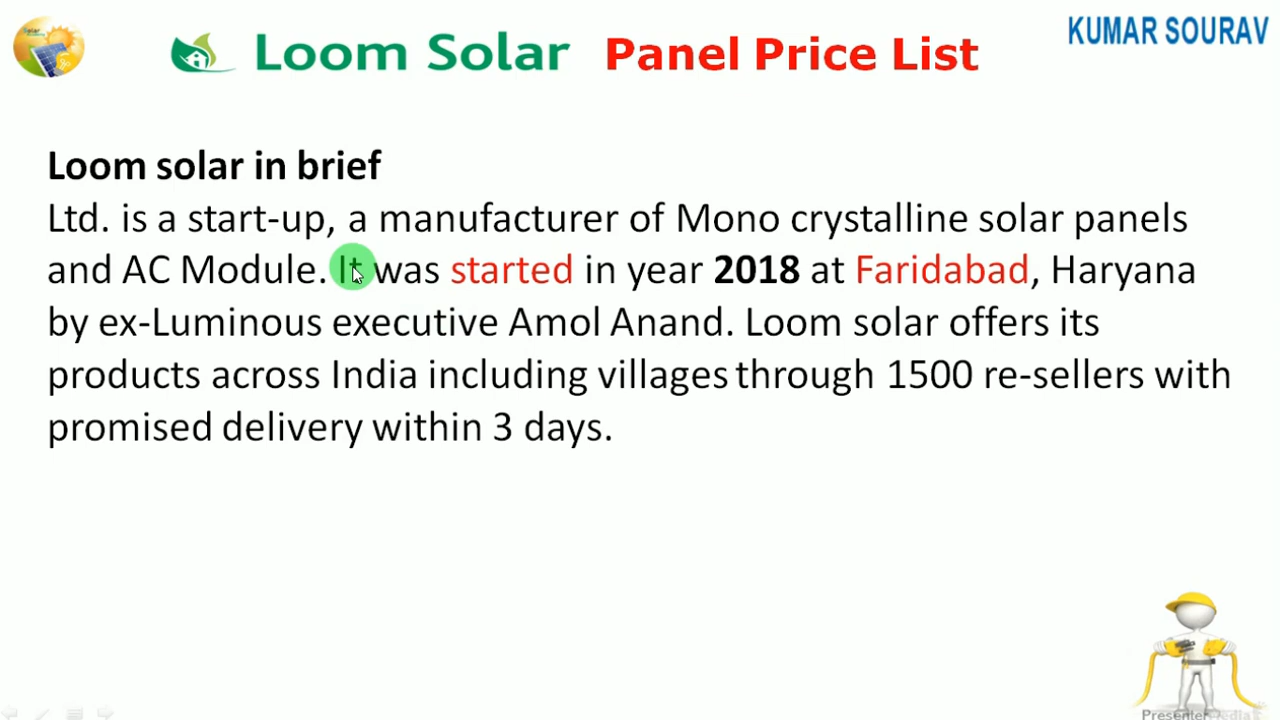 Loom Solar Panel Price List
KUMAR SOURAV
Loom solar in brief
Ltd. is a start-up, a manufacturer of Mono crystalline solar panels
and AC Module. It was started in year 2018 at Faridabad, Haryana
by ex-Luminous executive Amol Anand. Loom solar offers its
products across India including villages through 1500 re-sellers with
promised delivery within 3 days.